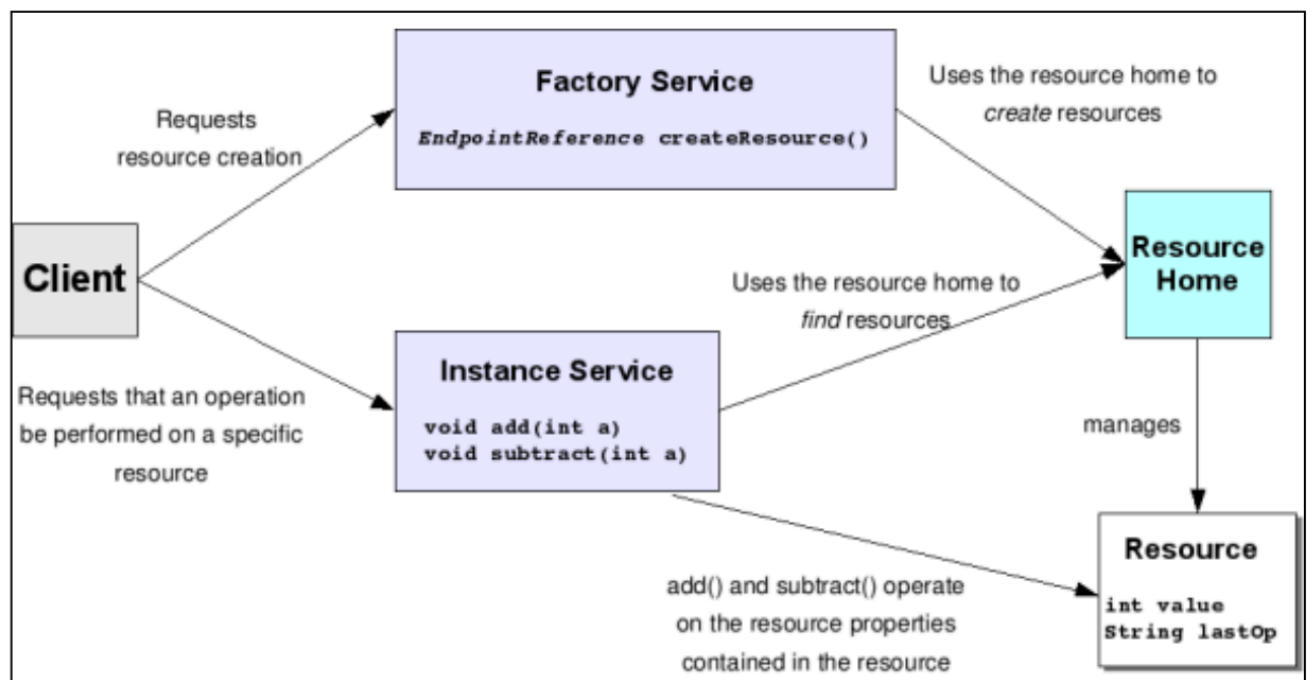 Factory Service
EndpointReference createResource()
Uses the resource home to
create resources
Requests
resource creation
Client
Resource
Home
Uses the resource home to
find resources
Instance Service
void add(int a)
void subtract(int a)
Requests that an operation
be performed on a specific
resource
manages
Resource
int value
String lastOp
add() and subtract() operate
on the resource properties
contained in the resource